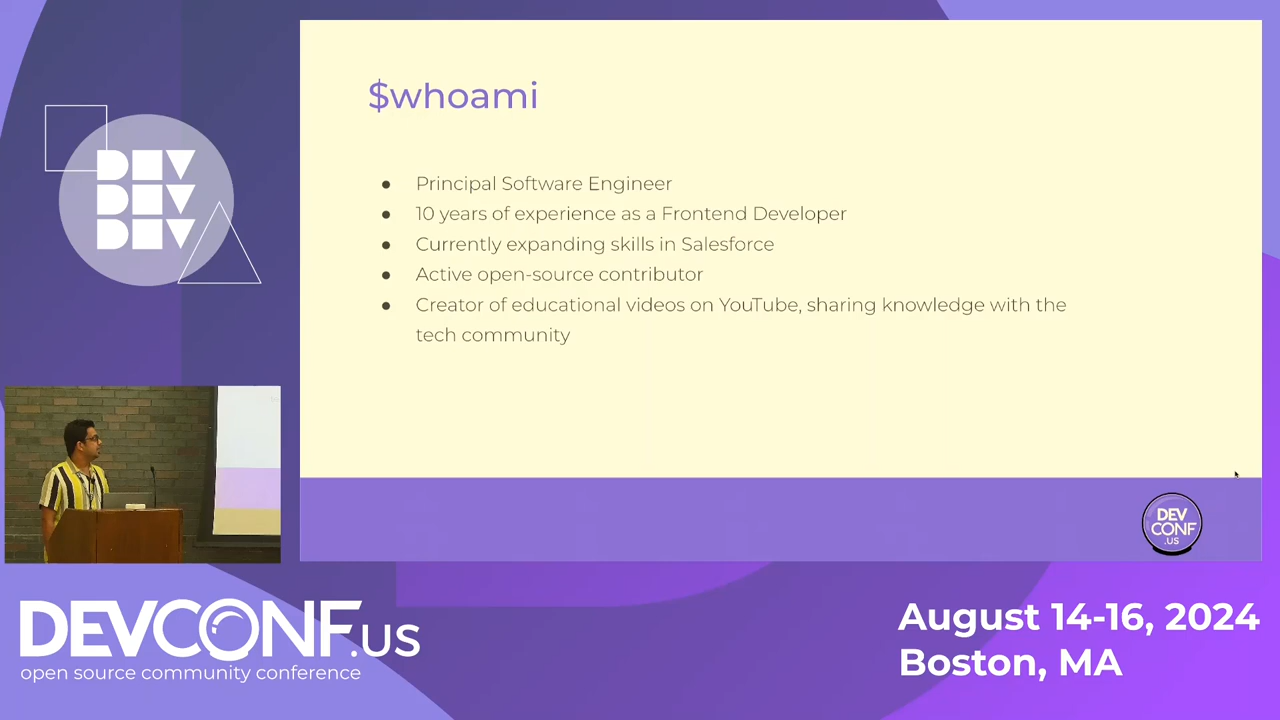 $whoami
● Principal Software Engineer
● 10 years of experience as a Frontend Developer
● Currently expanding skills in Salesforce
● Active open-source contributor
● Creator of educational videos on YouTube, sharing knowledge with the
tech community
DEV
DEV
DEV
DEV
CONF
.US
DEVCONF.us
open source community conference
August 14-16, 2024
Boston, MA